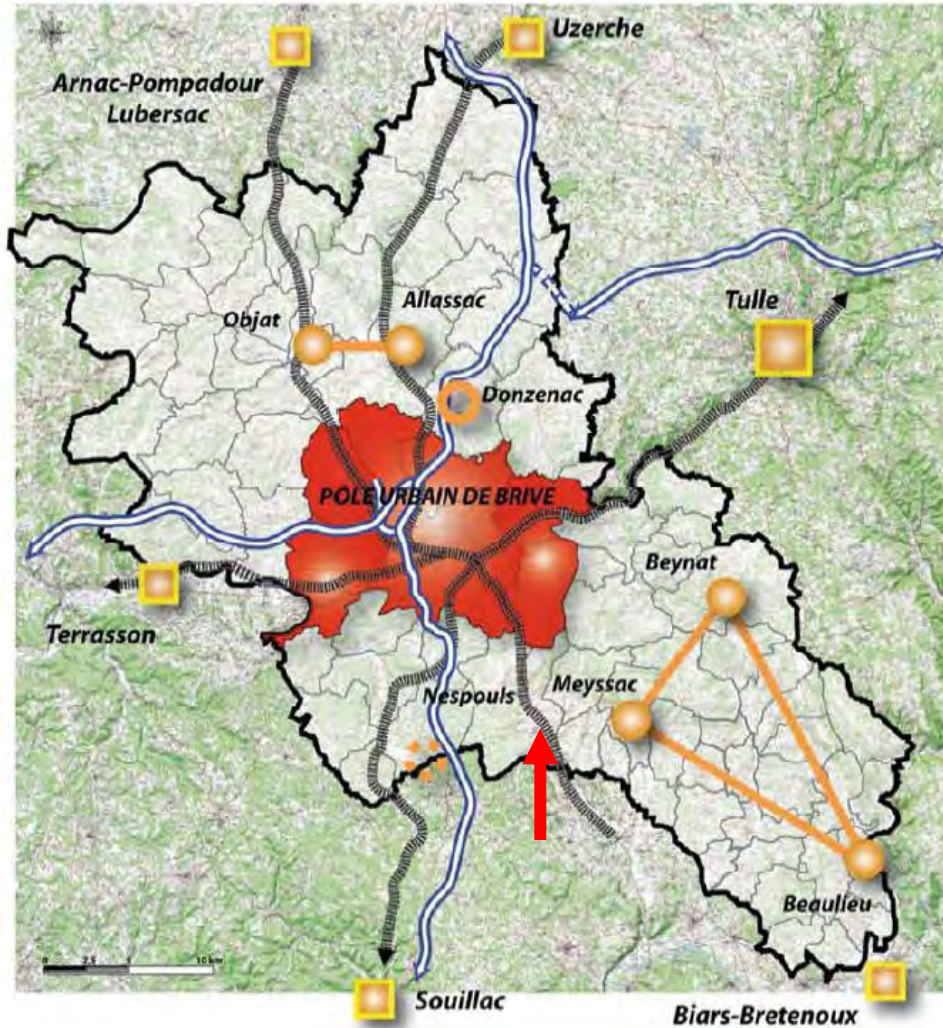 Uzerche
Arnac-Pompadour
Lubersac
Allassac
Objat
Tulle
Donzenac
POLE URBAIN DE BRIVE
Beynat
Terrasson
Meyssac
Nespouls
Beaulieu
10 km
Souillac
Biars-Bretenoux